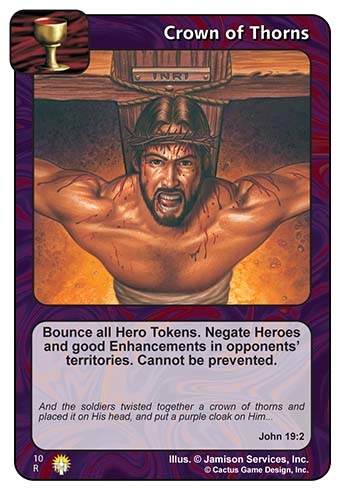 Crown of Thorns
INRI
Bounce all Hero Tokens. Negate Heroes
and good Enhancements in opponents'
territories. Cannot be prevented.
And the soldiers twisted together a crown of thorns and
placed it on His head, and put a purple cloak on Him...
John 19:2
10
R
Illus. © Jamison Services, Inc.
© Cactus Game Design, Inc.